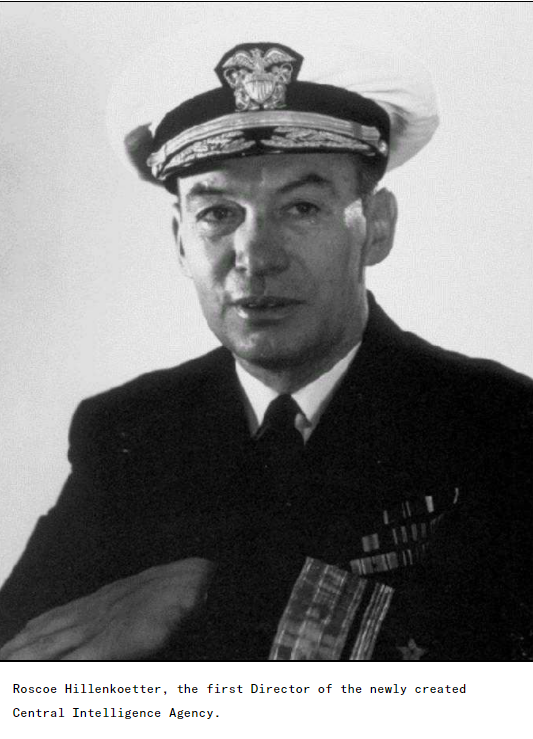 Roscoe Hillenkoetter, the first Director of the newly created
Central Intelligence Agency.